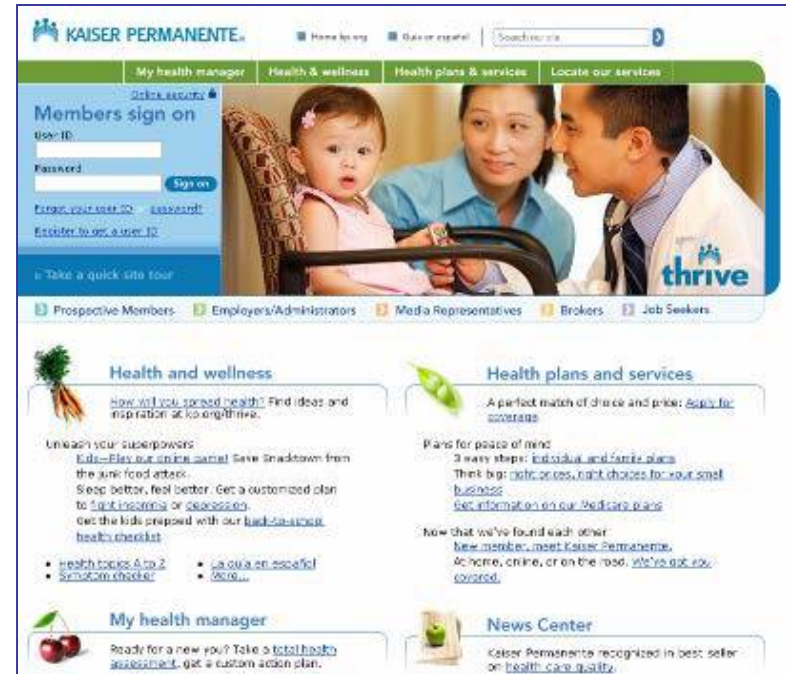 KAISER PERMANENTE®
Home kp.org
Guía en español
Search our site
My health manager
Health & wellness
Health plans & services
Locate our services
Online security
Members sign on
User ID
Password
Sign on
Forgot your user ID or password?
Register to get a user ID
» Take a quick site tour
thrive
Prospective Members
Employers/Administrators
Media Representatives
Brokers
Job Seekers
Health and wellness
How will you spread health? Find ideas and
inspiration at kp.org/thrive.
Unleash your superpowers
Kids—Play our online game! Save Snacktown from
the junk food attack.
Sleep better, feel better. Get a customized plan
to fight insomnia or depression.
Get the kids prepped with our back-to-school
health checklist
• Health topics A to Z
• Symptom checker
• La guía en español
• More...
Health plans and services
A perfect match of choice and price: Apply for
coverage
Plans for peace of mind
3 easy steps: individual and family plans
Think big: right prices, right choices for your small
business
Get information on our Medicare plans
Now that we've found each other
New member, meet Kaiser Permanente.
At home, online, or on the road. We've got you
covered.
My health manager
Ready for a new you? Take a total health
assessment, get a custom action plan.
News Center
Kaiser Permanente recognized in best seller
on health care quality.